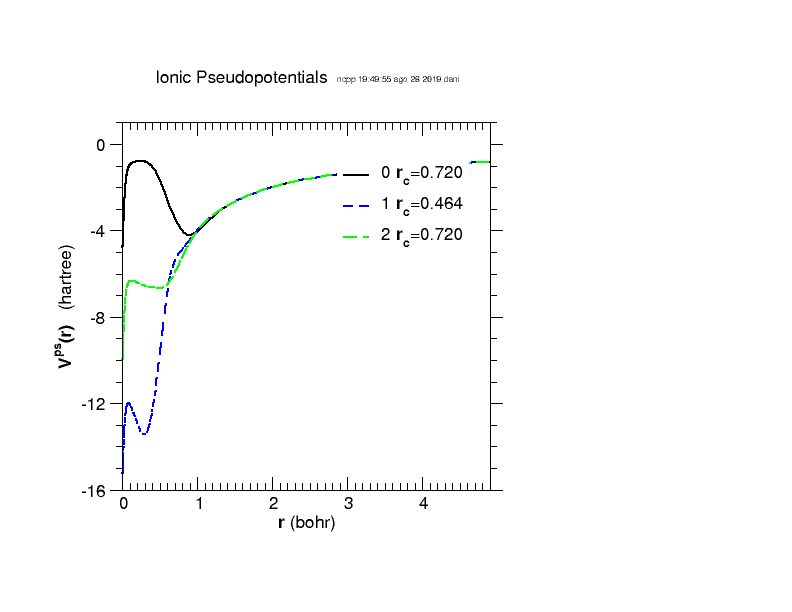 Ionic Pseudopotentials ncpp 19:49:55 ago 26 2019 dani
0
-4
-8
-12
-16
V^ps(r) (hartree)
0 r_c=0.720
1 r_c=0.464
2 r_c=0.720
0 1 2 3 4
r (bohr)